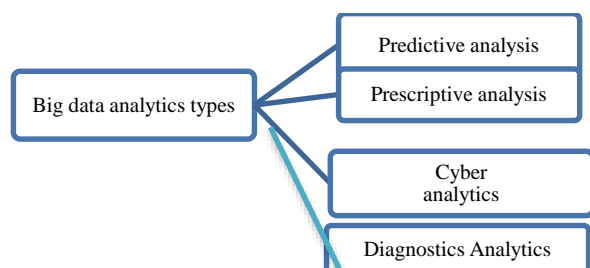 Predictive analysis
Big data analytics types
Prescriptive analysis
Cyber
analytics
Diagnostics Analytics